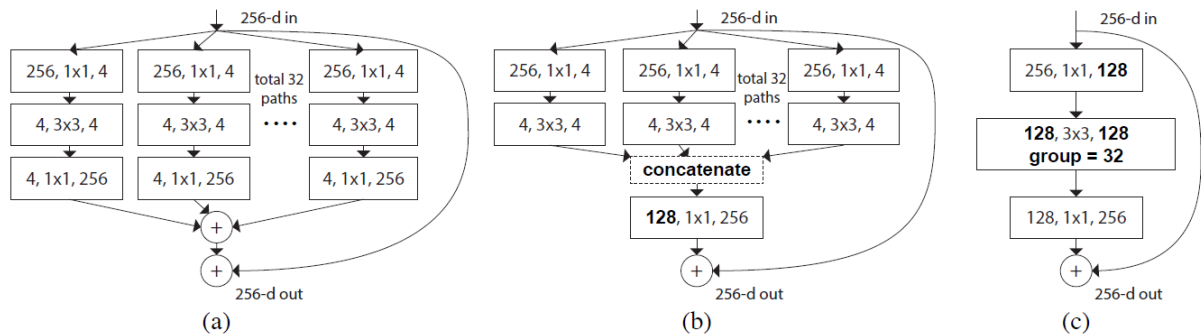 256-d in
256, 1x1, 4
256, 1x1, 4
256, 1x1, 4
total 32
paths
....
4, 3x3, 4
4, 3x3, 4
4, 3x3, 4
4, 1x1, 256
4, 1x1, 256
4, 1x1, 256
+
+
256-d out
(a)
256-d in
256, 1x1, 4
256, 1x1, 4
256, 1x1, 4
total 32
paths
....
4, 3x3, 4
4, 3x3, 4
4, 3x3, 4
concatenate
128, 1x1, 256
+
256-d out
(b)
256-d in
256, 1x1, 128
128, 3x3, 128
group = 32
128, 1x1, 256
+
256-d out
(c)